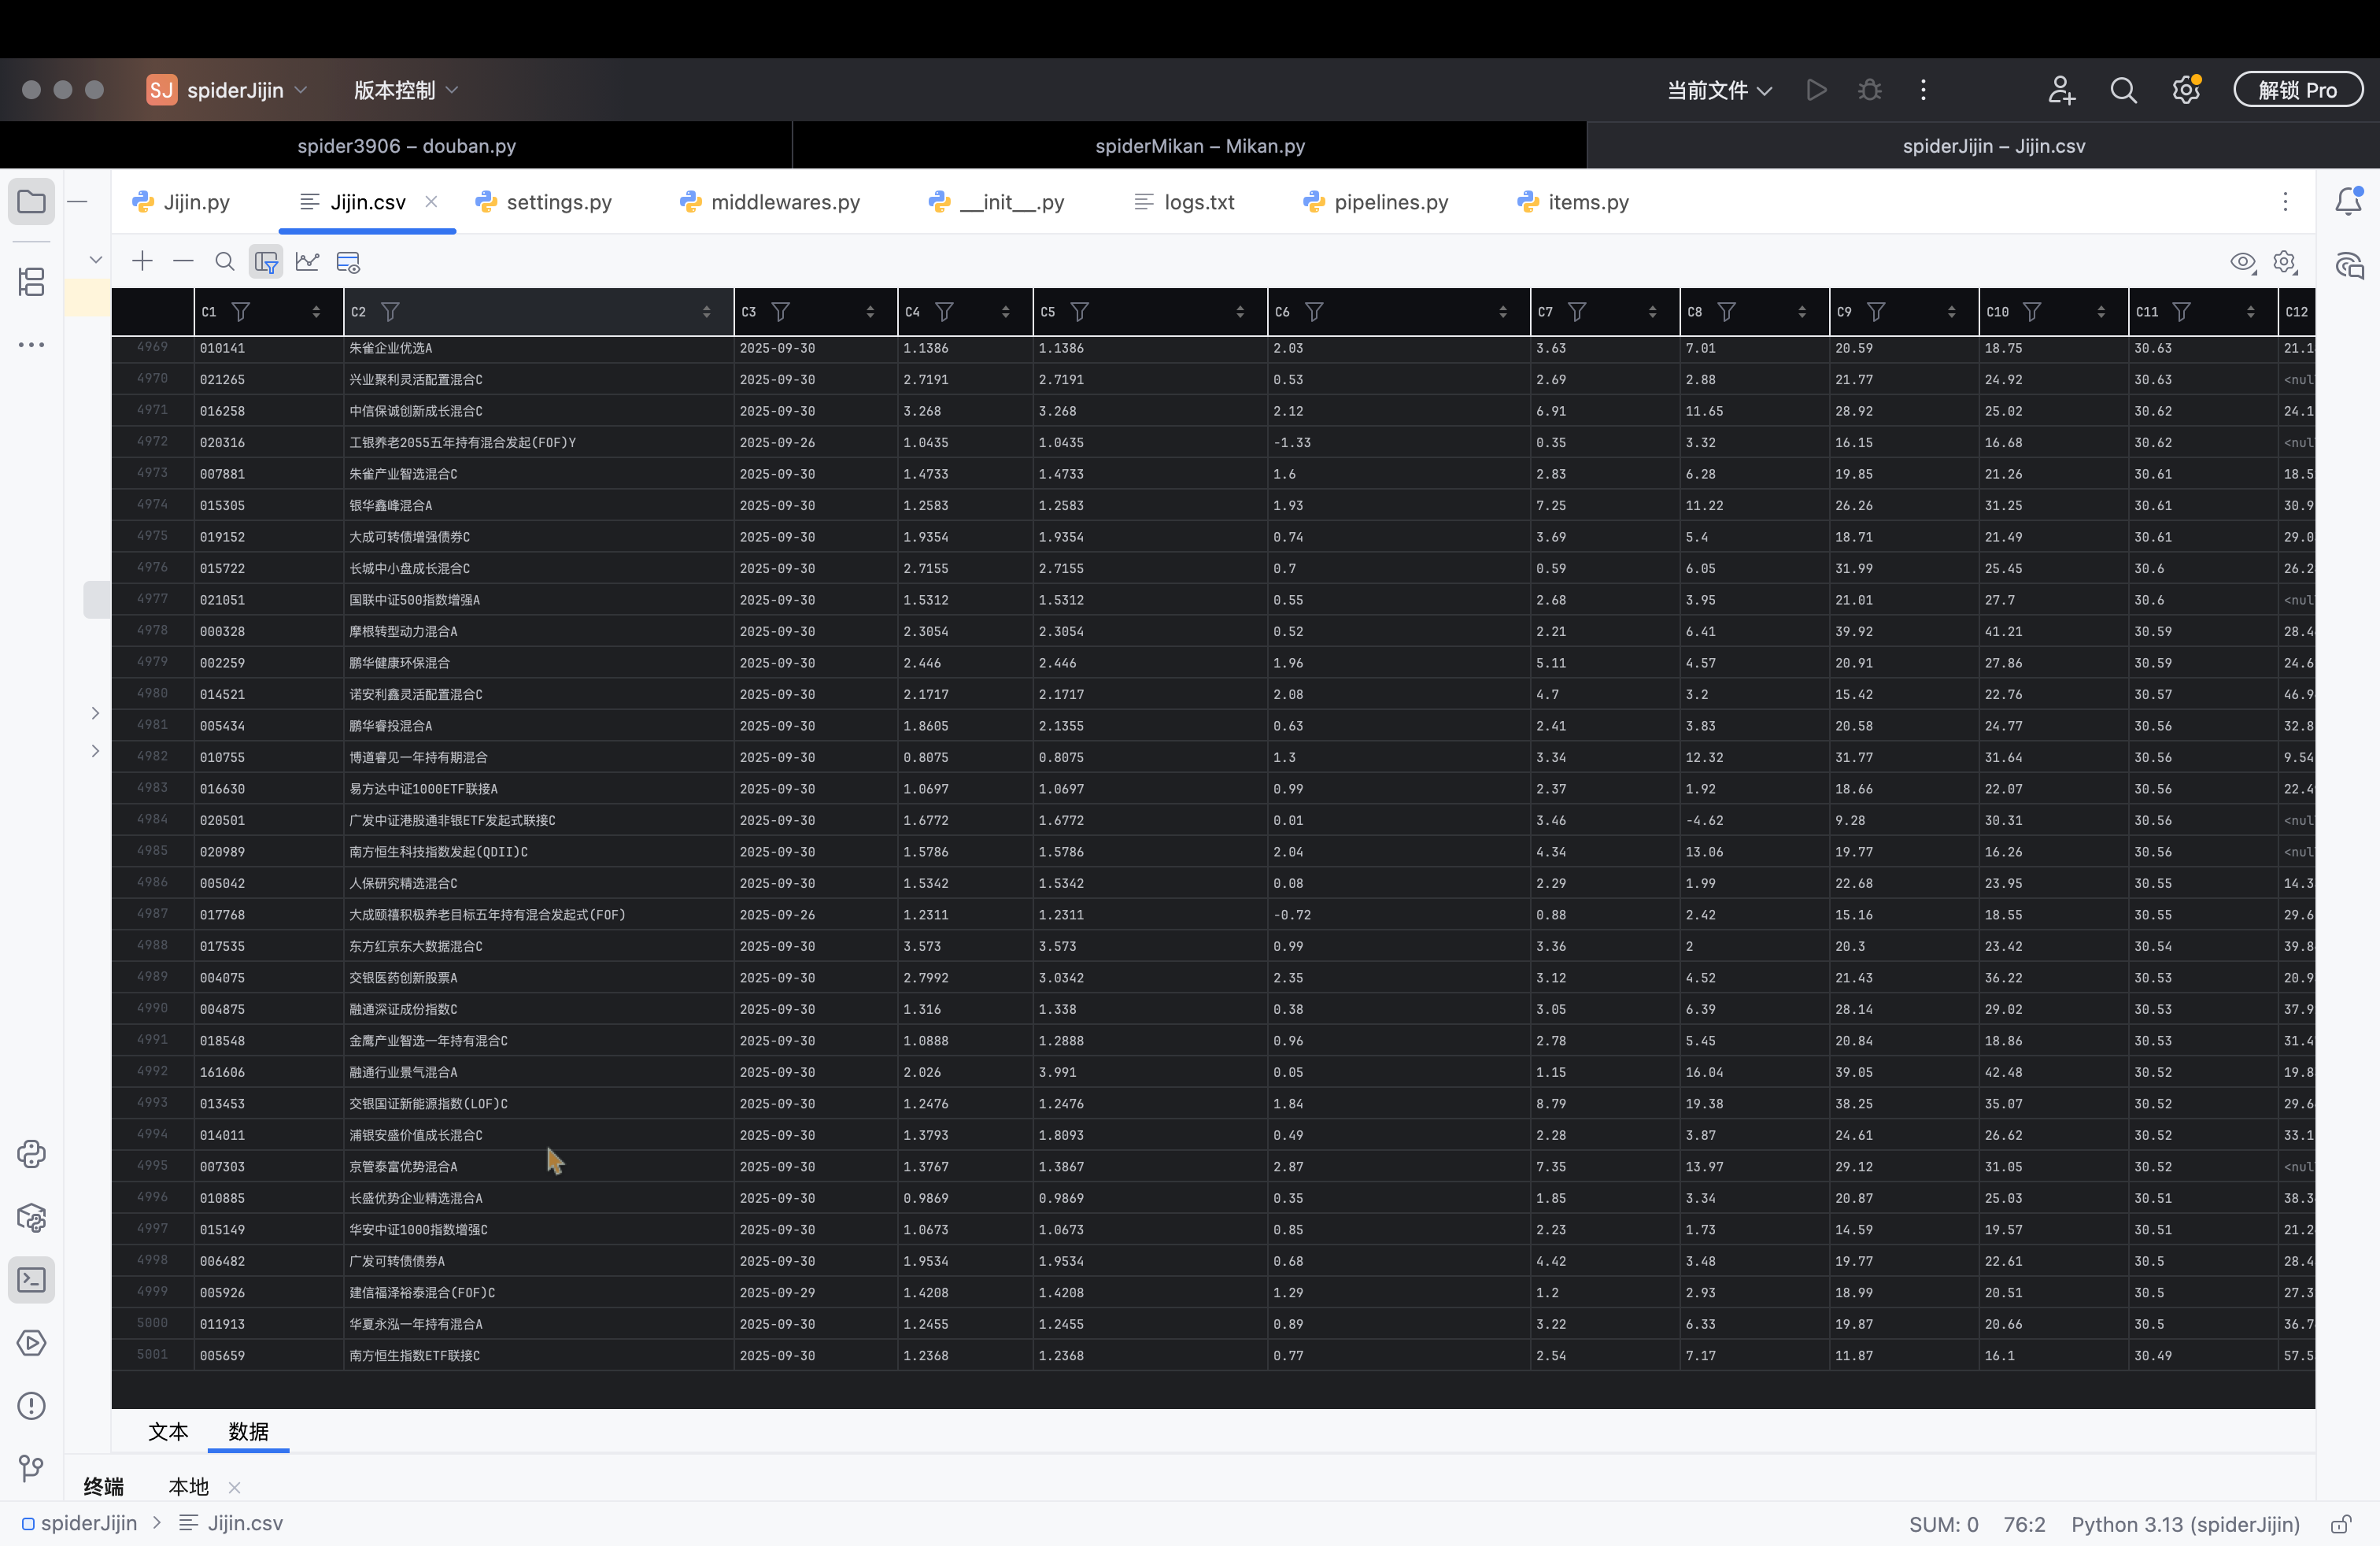 SJ spiderJijin 版本控制 当前文件 解锁 Pro
spider3906 – douban.py spiderMikan – Mikan.py spiderJijin – Jijin.csv
Jijin.py Jijin.csv settings.py middlewares.py __init__.py logs.txt pipelines.py items.py
C1 C2 C3 C4 C5 C6 C7 C8 C9 C10 C11 C12
4969 010141 朱雀企业优选A 2025-09-30 1.1386 1.1386 2.03 3.63 7.01 20.59 18.75 30.63 21.1
4970 021265 兴业聚利灵活配置混合C 2025-09-30 2.7191 2.7191 0.53 2.69 2.88 21.77 24.92 30.63 <nul
4971 016258 中信保诚创新成长混合C 2025-09-30 3.268 3.268 2.12 6.91 11.65 28.92 25.02 30.62 24.1
4972 020316 工银养老2055五年持有混合发起(FOF)Y 2025-09-26 1.0435 1.0435 -1.33 0.35 3.32 16.15 16.68 30.62 <nul
4973 007881 朱雀产业智选混合C 2025-09-30 1.4733 1.4733 1.6 2.83 6.28 19.85 21.26 30.61 18.5
4974 015305 银华鑫峰混合A 2025-09-30 1.2583 1.2583 1.93 7.25 11.22 26.26 31.25 30.61 30.9
4975 019152 大成可转债增强债券C 2025-09-30 1.9354 1.9354 0.74 3.69 5.4 18.71 21.49 30.61 29.0
4976 015722 长城中小盘成长混合C 2025-09-30 2.7155 2.7155 0.7 0.59 6.05 31.99 25.45 30.6 26.2
4977 021051 国联中证500指数增强A 2025-09-30 1.5312 1.5312 0.55 2.68 3.95 21.01 27.7 30.6 <nul
4978 000328 摩根转型动力混合A 2025-09-30 2.3054 2.3054 0.52 2.21 6.41 39.92 41.21 30.59 28.4
4979 002259 鹏华健康环保混合 2025-09-30 2.446 2.446 1.96 5.11 4.57 20.91 27.86 30.59 24.6
4980 014521 诺安利鑫灵活配置混合C 2025-09-30 2.1717 2.1717 2.08 4.7 3.2 15.42 22.76 30.57 46.9
4981 005434 鹏华睿投混合A 2025-09-30 1.8605 2.1355 0.63 2.41 3.83 20.58 24.77 30.56 32.8
4982 010755 博道睿见一年持有期混合 2025-09-30 0.8075 0.8075 1.3 3.34 12.32 31.77 31.64 30.56 9.54
4983 016630 易方达中证1000ETF联接A 2025-09-30 1.0697 1.0697 0.99 2.37 1.92 18.66 22.07 30.56 22.4
4984 020501 广发中证港股通非银ETF发起式联接C 2025-09-30 1.6772 1.6772 0.01 3.46 -4.62 9.28 30.31 30.56 <nul
4985 020989 南方恒生科技指数发起(QDII)C 2025-09-30 1.5786 1.5786 2.04 4.34 13.06 19.77 16.26 30.56 <nul
4986 005042 人保研究精选混合C 2025-09-30 1.5342 1.5342 0.08 2.29 1.99 22.68 23.95 30.55 14.3
4987 017768 大成颐禧积极养老目标五年持有混合发起式(FOF) 2025-09-26 1.2311 1.2311 -0.72 0.88 2.42 15.16 18.55 30.55 29.6
4988 017535 东方红京东大数据混合C 2025-09-30 3.573 3.573 0.99 3.36 2 20.3 23.42 30.54 39.8
4989 004075 交银医药创新股票A 2025-09-30 2.7992 3.0342 2.35 3.12 4.52 21.43 36.22 30.53 20.9
4990 004875 融通深证成份指数C 2025-09-30 1.316 1.338 0.38 3.05 6.39 28.14 29.02 30.53 37.9
4991 018548 金鹰产业智选一年持有混合C 2025-09-30 1.0888 1.2888 0.96 2.78 5.45 20.84 18.86 30.53 31.4
4992 161606 融通行业景气混合A 2025-09-30 2.026 3.991 0.05 1.15 16.04 39.05 42.48 30.52 19.8
4993 013453 交银国证新能源指数(LOF)C 2025-09-30 1.2476 1.2476 1.84 8.79 19.38 38.25 35.07 30.52 29.6
4994 014011 浦银安盛价值成长混合C 2025-09-30 1.3793 1.8093 0.49 2.28 3.87 24.61 26.62 30.52 33.1
4995 007303 京管泰富优势混合A 2025-09-30 1.3767 1.3867 2.87 7.35 13.97 29.12 31.05 30.52 <nul
4996 010885 长盛优势企业精选混合A 2025-09-30 0.9869 0.9869 0.35 1.85 3.34 20.87 25.03 30.51 38.3
4997 015149 华安中证1000指数增强C 2025-09-30 1.0673 1.0673 0.85 2.23 1.73 14.59 19.57 30.51 21.2
4998 006482 广发可转债债券A 2025-09-30 1.9534 1.9534 0.68 4.42 3.48 19.77 22.61 30.5 28.4
4999 005926 建信福泽裕泰混合(FOF)C 2025-09-29 1.4208 1.4208 1.29 1.2 2.93 18.99 20.51 30.5 27.3
5000 011913 华夏永泓一年持有混合A 2025-09-30 1.2455 1.2455 0.89 3.22 6.33 19.87 20.66 30.5 36.7
5001 005659 南方恒生指数ETF联接C 2025-09-30 1.2368 1.2368 0.77 2.54 7.17 11.87 16.1 30.49 57.5
文本 数据
终端 本地
spiderJijin Jijin.csv SUM: 0 76:2 Python 3.13 (spiderJijin)